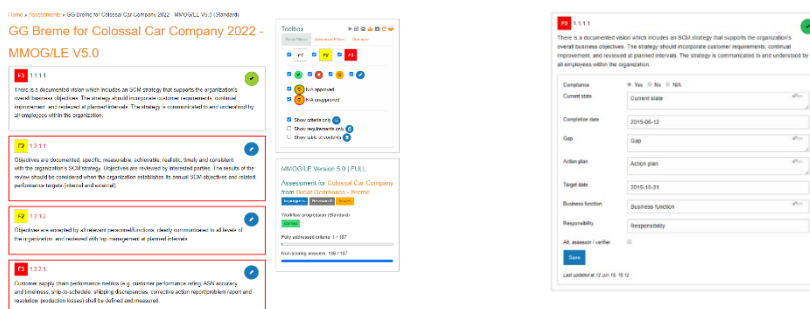 Home » Assessments » GG Breme for Colossal Car Company 2022 - MMOG/LE V5.0 (Standard)
GG Breme for Colossal Car Company 2022 -
MMOG/LE V5.0
F3 1.1.1.1
There is a documented vision which includes an SCM strategy that supports the organization's
overall business objectives. The strategy should incorporate customer requirements, continual
improvement, and reviewed at planned intervals. The strategy is communicated to and understood by
all employees within the organization.
F2 1.2.1.1
Objectives are documented, specific, measurable, achievable, realistic, timely and consistent
with the organization's SCM strategy. Objectives are reviewed by interested parties. The results of the
review should be considered when the organization establishes its annual SCM objectives and related
performance targets (internal and external).
F2 1.2.1.2
Objectives are accepted by all relevant personnel/functions, clearly communicated to all levels of
the organization, and reviewed with top management at planned intervals.
F3 1.2.2.1
Customer supply chain performance metrics (e.g. customer performance rating, ASN accuracy
and timeliness, ship-to-schedule, shipping discrepancies, corrective action report/problem report and
resolution, production losses) shall be defined and measured.
Toolbox
Advanced Filters
F1 F2 F3
N/A approved
N/A unapproved
Show criteria only
Show requirements only
Show table of contents
MMOG/LE Version 5.0 | FULL
Assessment for Colossal Car Company
from Great Gearboxes - Breme
Workflow progression (Standard)
Fully addressed criteria: 1 / 187
F3 1.1.1.1
There is a documented vision which includes an SCM strategy that supports the organization's
overall business objectives. The strategy should incorporate customer requirements, continual
improvement, and reviewed at planned intervals. The strategy is communicated to and understood by
all employees within the organization.
Compliance Yes No N/A
Current state Current state
Completion date 2019-06-12
Gap Gap
Action plan Action plan
Target date 2019-10-31
Business function Business function
Responsibility Responsibility
Alt. assessor / verifier
Save